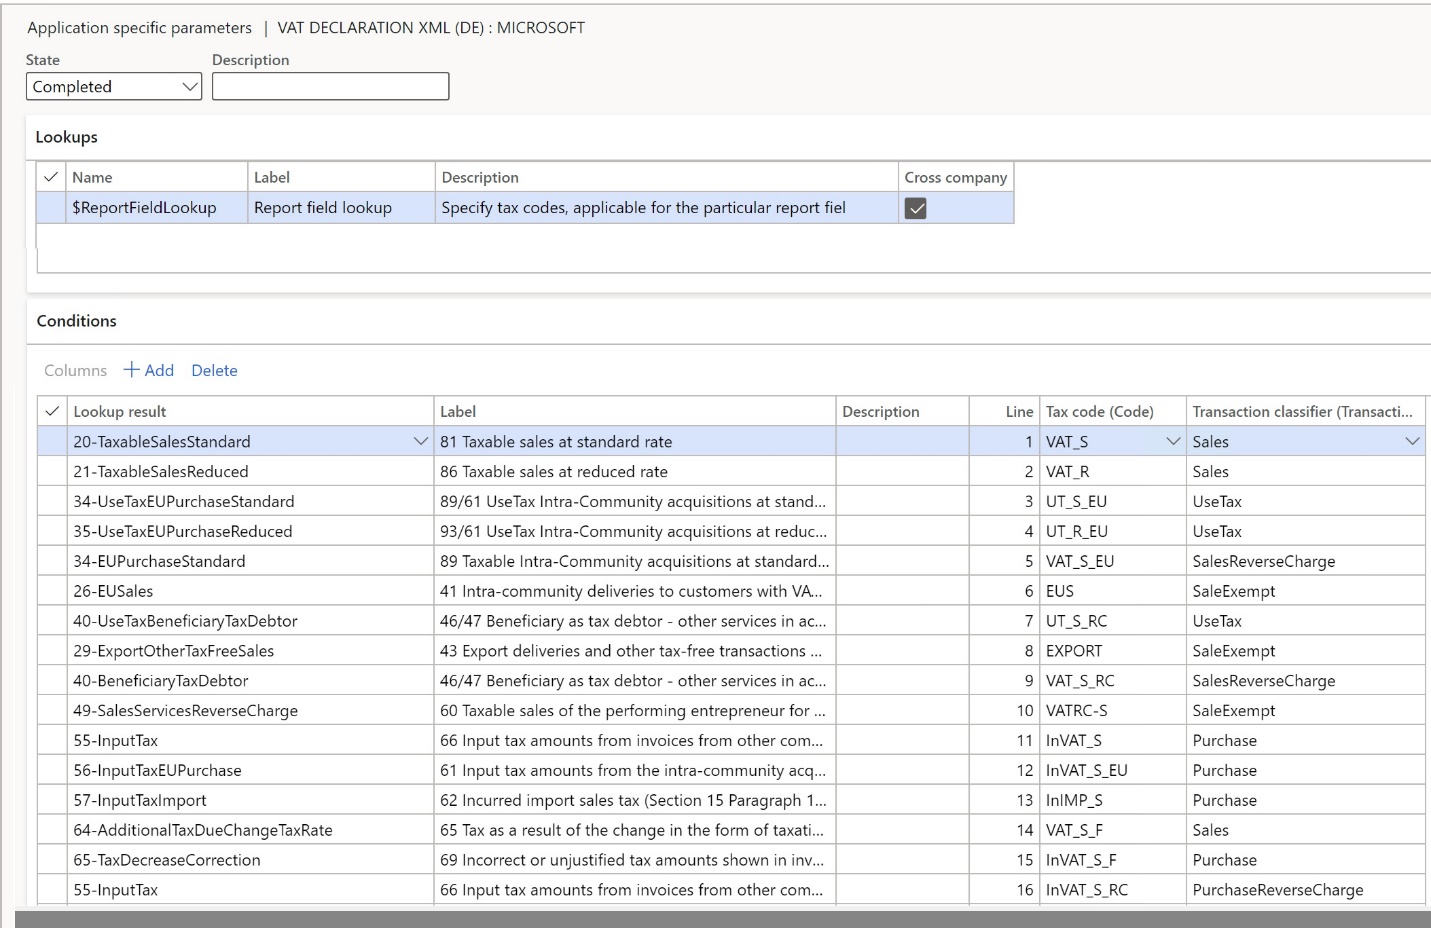 Application specific parameters | VAT DECLARATION XML (DE) : MICROSOFT
State Description
Completed
Lookups
Name Label Description Cross company
$ReportFieldLookup Report field lookup Specify tax codes, applicable for the particular report fiel
Conditions
Columns + Add Delete
Lookup result Label Description Line Tax code (Code) Transaction classifier (Transacti...
20-TaxableSalesStandard 81 Taxable sales at standard rate 1 VAT_S Sales
21-TaxableSalesReduced 86 Taxable sales at reduced rate 2 VAT_R Sales
34-UseTaxEUPurchaseStandard 89/61 UseTax Intra-Community acquisitions at stand... 3 UT_S_EU UseTax
35-UseTaxEUPurchaseReduced 93/61 UseTax Intra-Community acquisitions at reduc... 4 UT_R_EU UseTax
34-EUPurchaseStandard 89 Taxable Intra-Community acquisitions at standard... 5 VAT_S_EU SalesReverseCharge
26-EUSales 41 Intra-community deliveries to customers with VA... 6 EUS SaleExempt
40-UseTaxBeneficiaryTaxDebtor 46/47 Beneficiary as tax debtor - other services in ac... 7 UT_S_RC UseTax
29-ExportOtherTaxFreeSales 43 Export deliveries and other tax-free transactions ... 8 EXPORT SaleExempt
40-BeneficiaryTaxDebtor 46/47 Beneficiary as tax debtor - other services in ac... 9 VAT_S_RC SalesReverseCharge
49-SalesServicesReverseCharge 60 Taxable sales of the performing entrepreneur for ... 10 VATRC-S SaleExempt
55-InputTax 66 Input tax amounts from invoices from other com... 11 InVAT_S Purchase
56-InputTaxEUPurchase 61 Input tax amounts from the intra-community acq... 12 InVAT_S_EU Purchase
57-InputTaxImport 62 Incurred import sales tax (Section 15 Paragraph 1... 13 InIMP_S Purchase
64-AdditionalTaxDueChangeTaxRate 65 Tax as a result of the change in the form of taxati... 14 VAT_S_F Sales
65-TaxDecreaseCorrection 69 Incorrect or unjustified tax amounts shown in inv... 15 InVAT_S_F Purchase
55-InputTax 66 Input tax amounts from invoices from other com... 16 InVAT_S_RC PurchaseReverseCharge